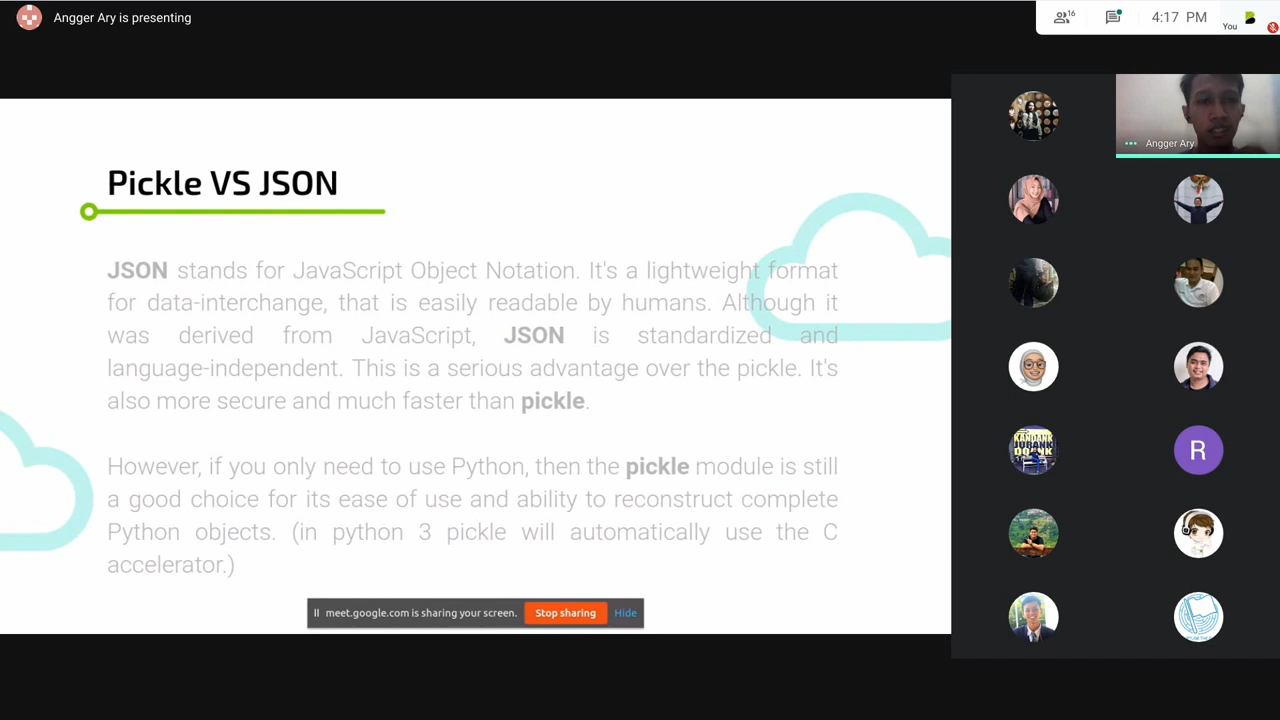 Angger Ary is presenting
16
4:17 PM
You
Angger Ary
Pickle VS JSON
JSON stands for JavaScript Object Notation. It's a lightweight format
for data-interchange, that is easily readable by humans. Although it
was derived from JavaScript, JSON is standardized and
language-independent. This is a serious advantage over the pickle. It's
also more secure and much faster than pickle.
However, if you only need to use Python, then the pickle module is still
a good choice for its ease of use and ability to reconstruct complete
Python objects. (in python 3 pickle will automatically use the C
accelerator.)
R
meet.google.com is sharing your screen. Stop sharing Hide